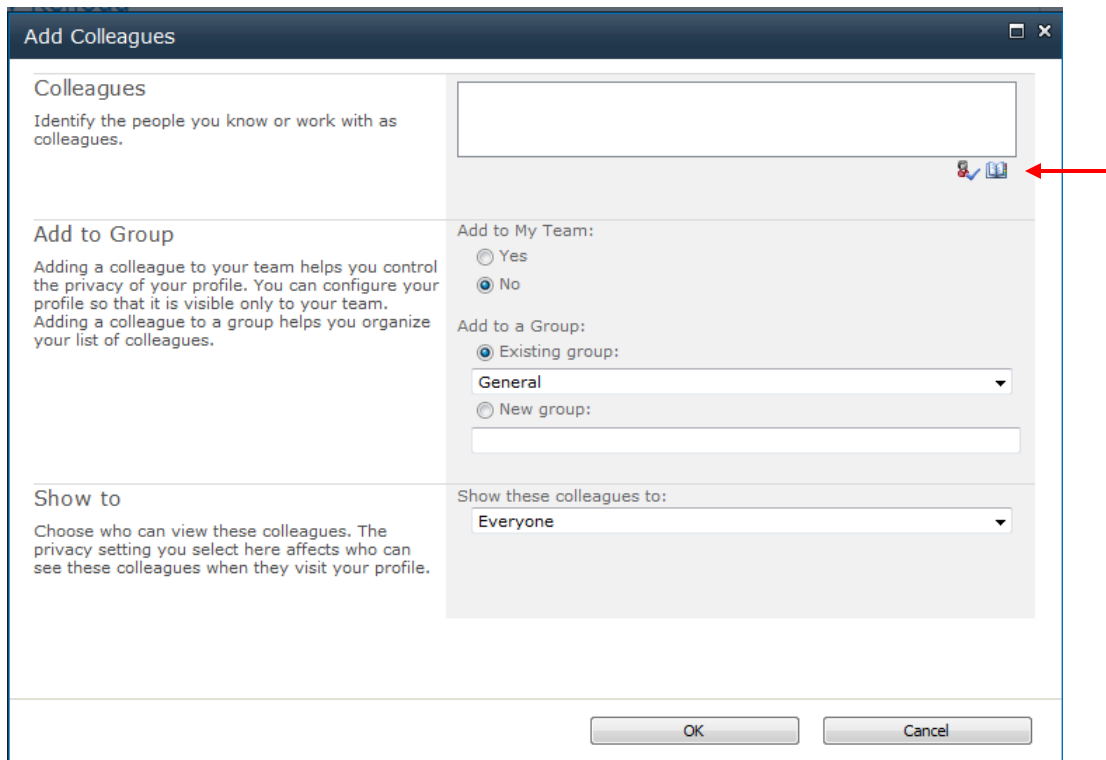 Add Colleagues
Colleagues
Identify the people you know or work with as
colleagues.
Add to Group
Adding a colleague to your team helps you control
the privacy of your profile. You can configure your
profile so that it is visible only to your team.
Adding a colleague to a group helps you organize
your list of colleagues.
Add to My Team:
Yes
No
Add to a Group:
Existing group:
General
New group:
Show to
Choose who can view these colleagues. The
privacy setting you select here affects who can
see these colleagues when they visit your profile.
Show these colleagues to:
Everyone
OK
Cancel